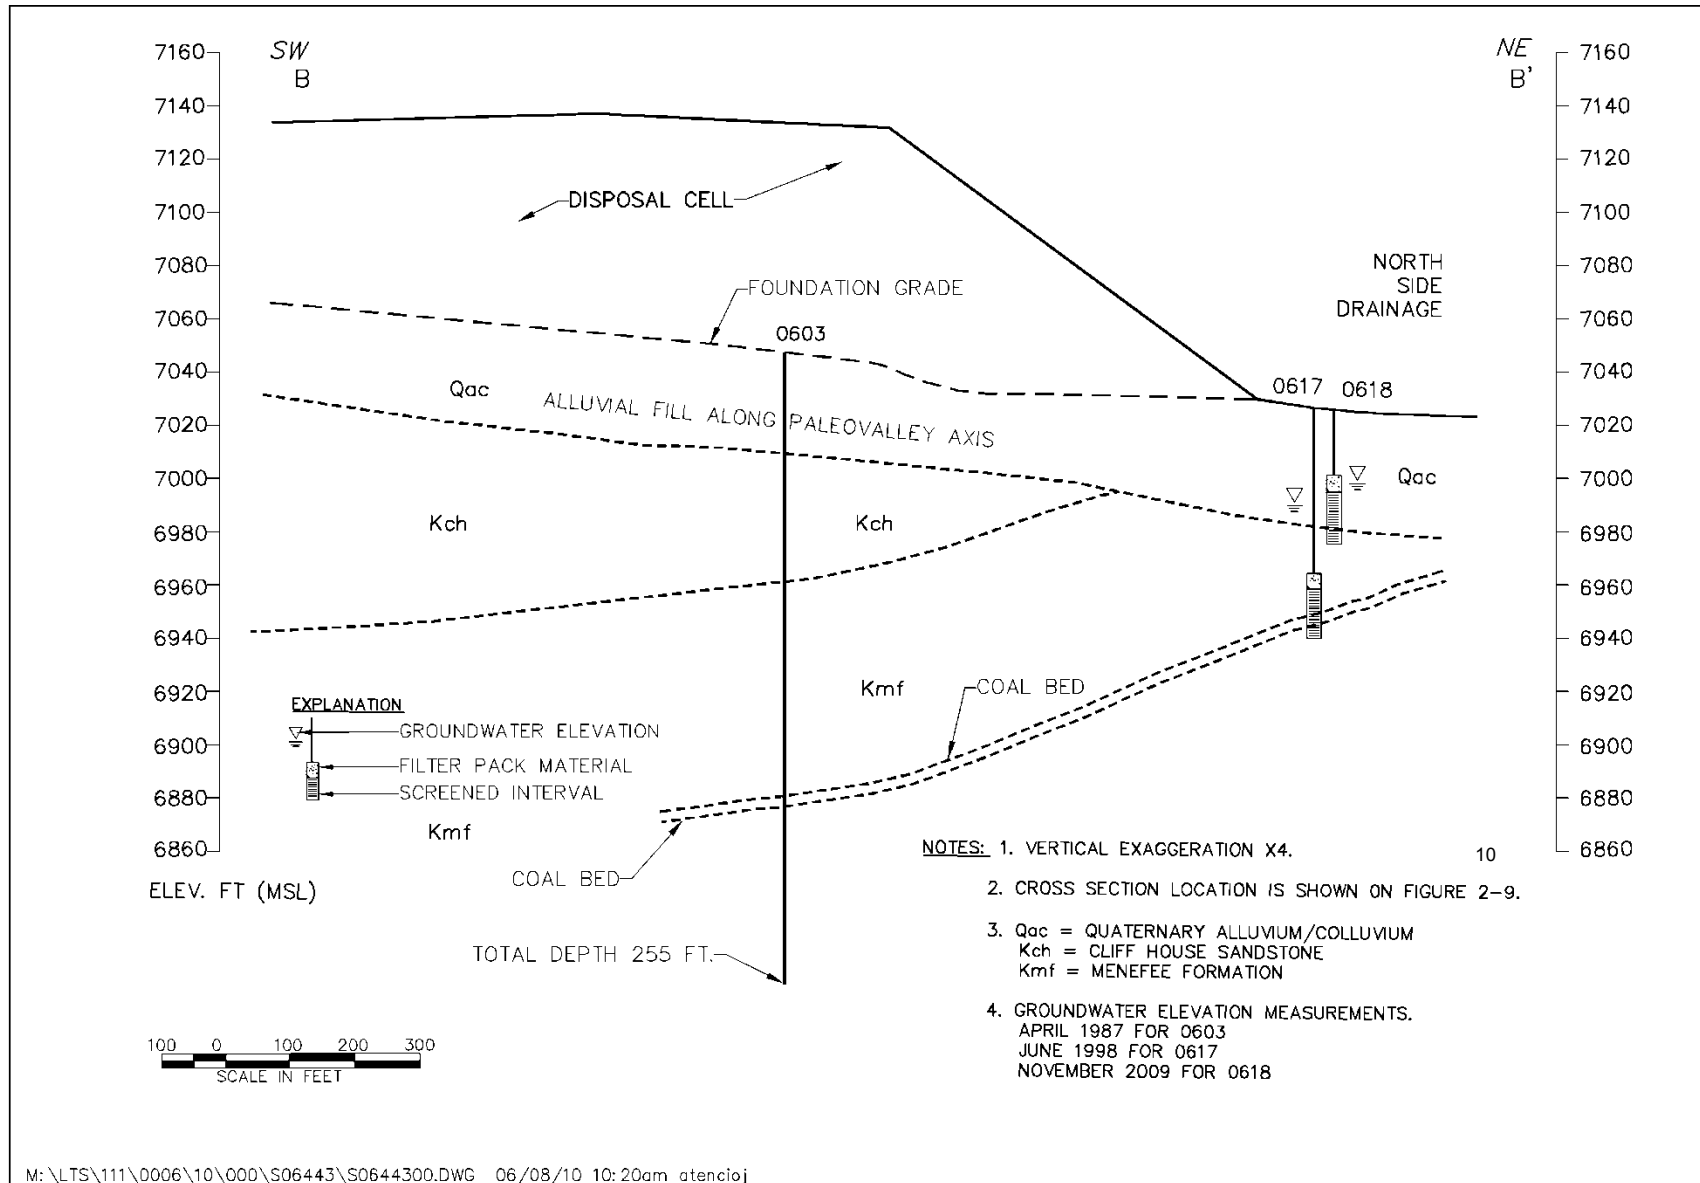 SW
B
NE
B'
7160
7140
7120
7100
7080
7060
7040
7020
7000
6980
6960
6940
6920
6900
6880
6860
ELEV. FT (MSL)
7160
7140
7120
7100
7080
7060
7040
7020
7000
6980
6960
6940
6920
6900
6880
6860
DISPOSAL CELL
NORTH
SIDE
DRAINAGE
FOUNDATION GRADE
0603
0617
0618
Qac
ALLUVIAL FILL ALONG PALEOVALLEY AXIS
Qac
Kch
Kch
Kmf
COAL BED
EXPLANATION
GROUNDWATER ELEVATION
FILTER PACK MATERIAL
SCREENED INTERVAL
Kmf
COAL BED
TOTAL DEPTH 255 FT.
10
NOTES: 1. VERTICAL EXAGGERATION X4.
2. CROSS SECTION LOCATION IS SHOWN ON FIGURE 2-9.
3. Qac = QUATERNARY ALLUVIUM/COLLUVIUM
Kch = CLIFF HOUSE SANDSTONE
Kmf = MENEFEE FORMATION
4. GROUNDWATER ELEVATION MEASUREMENTS.
APRIL 1987 FOR 0603
JUNE 1998 FOR 0617
NOVEMBER 2009 FOR 0618
100 0 100 200 300
SCALE IN FEET
M:\LTS\111\0006\10\000\S06443\S0644300.DWG 06/08/10 10:20am atencioj